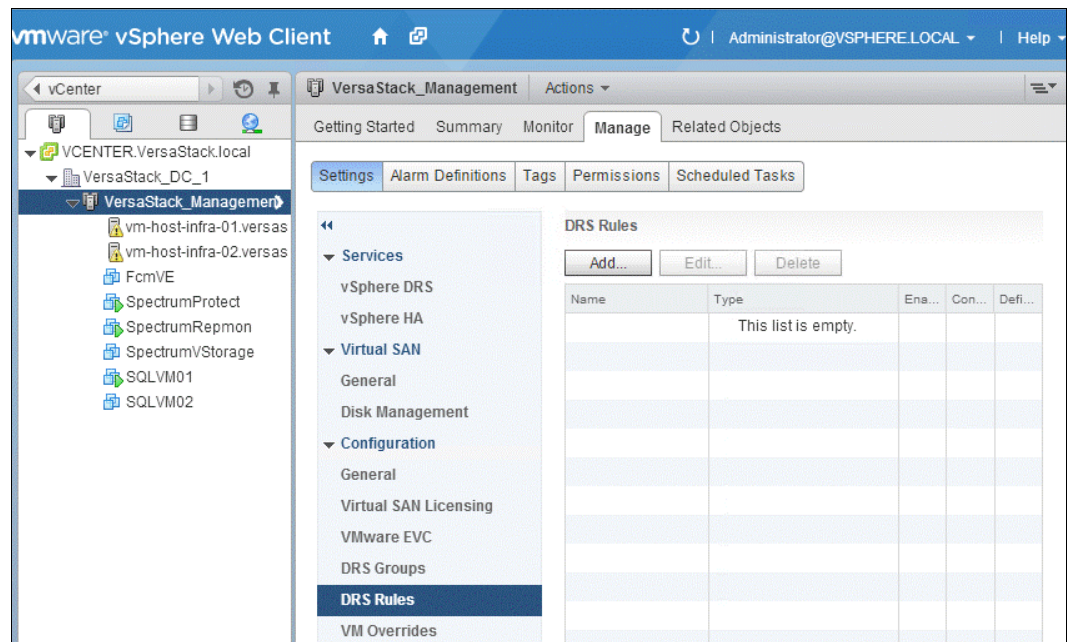 vmware® vSphere Web Client
Administrator@VSPHERE.LOCAL
Help
vCenter
VCENTER.VersaStack.local
VersaStack_DC_1
VersaStack_Management
vm-host-infra-01.versas
vm-host-infra-02.versas
FcmVE
SpectrumProtect
SpectrumRepmon
SpectrumVStorage
SQLVM01
SQLVM02
VersaStack_Management Actions
Getting Started Summary Monitor Manage Related Objects
Settings Alarm Definitions Tags Permissions Scheduled Tasks
Services
vSphere DRS
vSphere HA
Virtual SAN
General
Disk Management
Configuration
General
Virtual SAN Licensing
VMware EVC
DRS Groups
DRS Rules
VM Overrides
DRS Rules
Add... Edit... Delete
Name Type Ena... Con... Defi...
This list is empty.